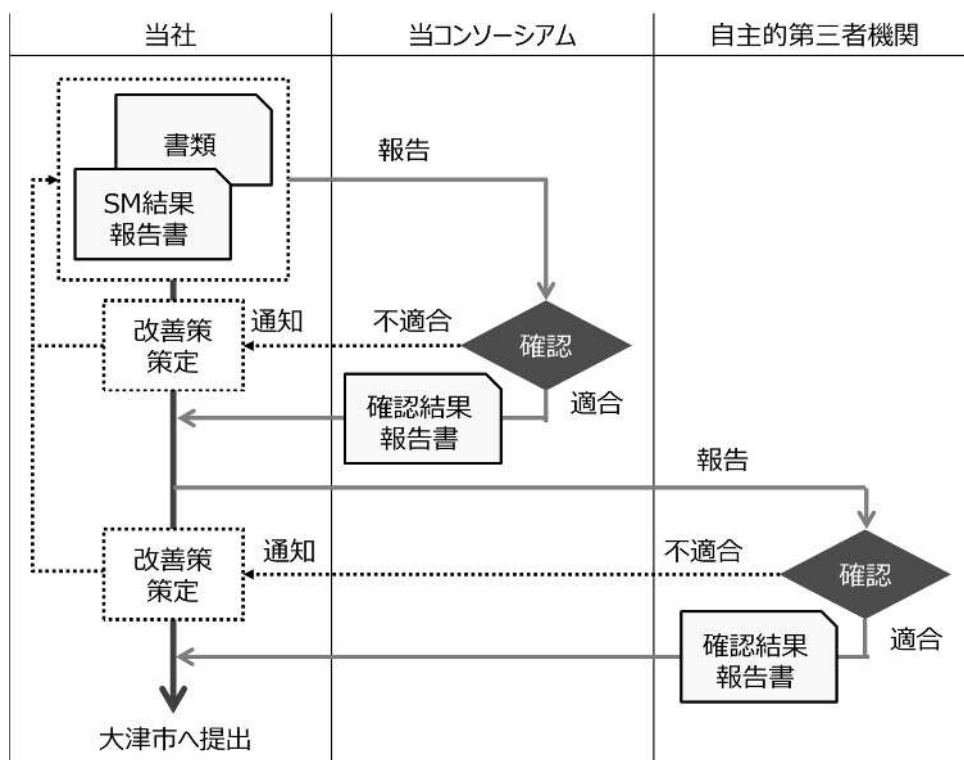 当社
当コンソーシアム
自主的第三者機関
書類
SM結果
報告書
報告
改善策
策定
通知
不適合
確認
適合
確認結果
報告書
報告
改善策
策定
通知
不適合
確認
適合
確認結果
報告書
大津市へ提出